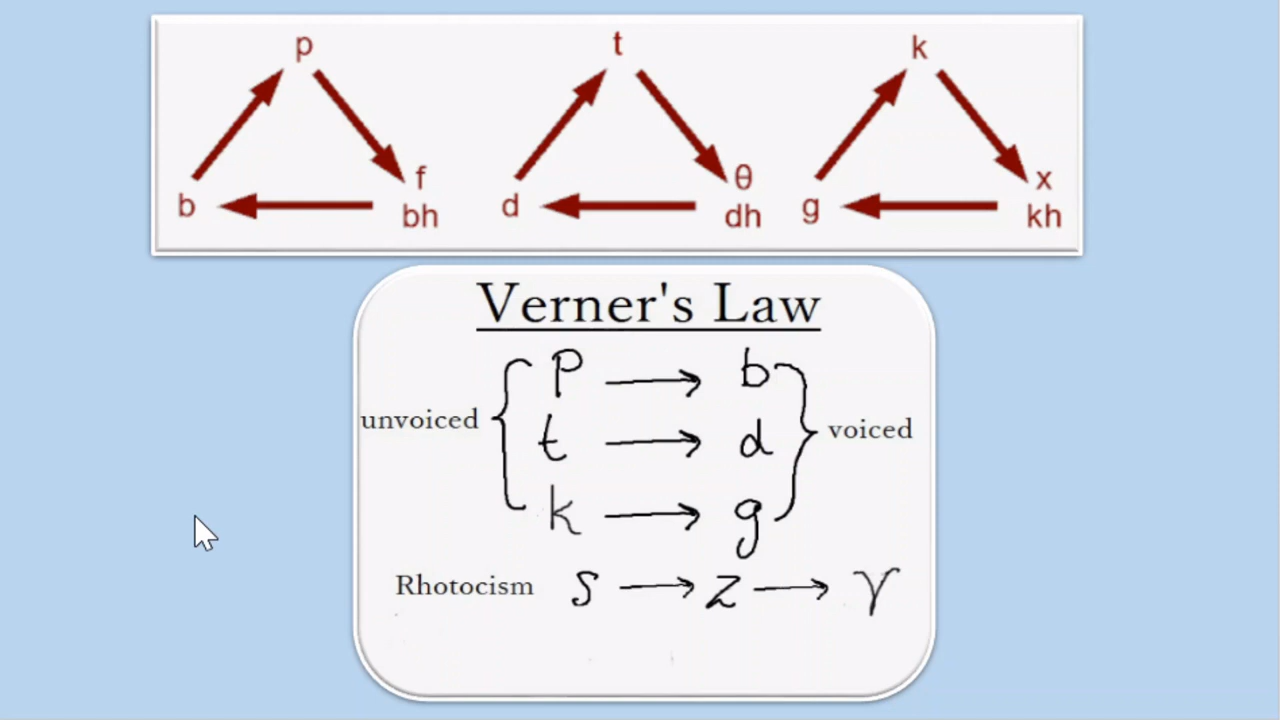 p t k
f θ x
b bh d dh g kh
Verner's Law
p → b
unvoiced voiced
t → d
k → g
Rhotocism s → z → r